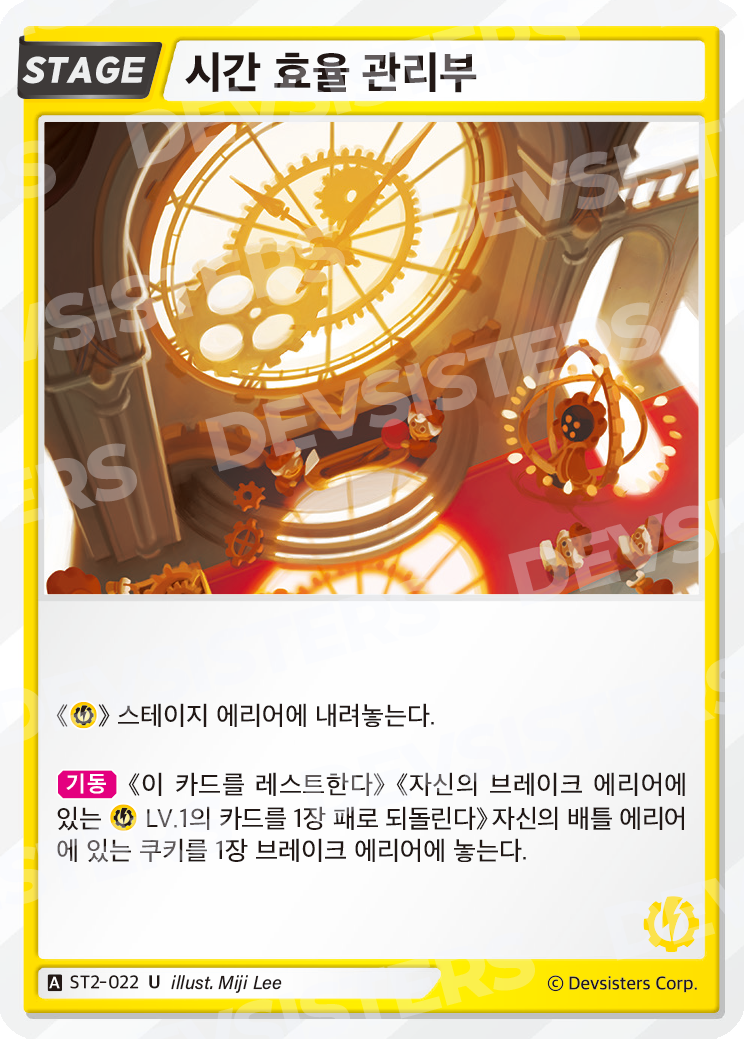 STAGE 시간 효율 관리부
《 》 스테이지 에리어에 내려놓는다.
기동 《이 카드를 레스트한다》 《자신의 브레이크 에리어에
있는 LV.1의 카드를 1장 패로 되돌린다》 자신의 배틀 에리어
에 있는 쿠키를 1장 브레이크 에리어에 놓는다.
A ST2-022 U illust. Miji Lee
© Devsisters Corp.
DEVSISTERS